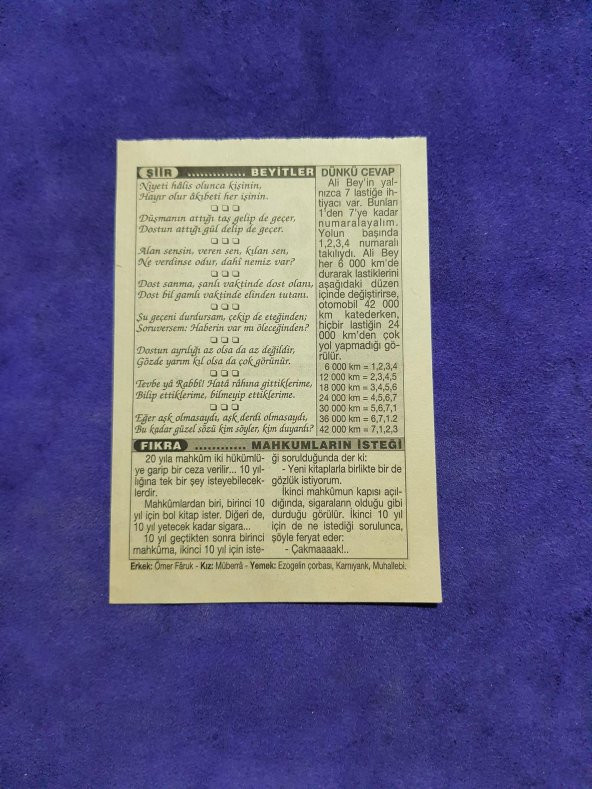 ŞİİR .............. BEYİTLER
Niyeti hâlis olunca kişinin,
Hayır olur âkıbeti her işinin.
❑ ❑ ❑
Düşmanın attığı taş gelip de geçer,
Dostun attığı gül delip de geçer.
❑ ❑ ❑
Alan sensin, veren sen, kılan sen,
Ne verdinse odur, dahî nemiz var?
❑ ❑ ❑
Dost sanma, şanlı vaktinde dost olanı,
Dost bil gamlı vaktinde elinden tutanı.
❑ ❑ ❑
Şu geçeni durdursam, çekip de eteğinden;
Soruversem: Haberin var mı öleceğinden?
❑ ❑ ❑
Dostun ayrılığı az olsa da az değildir,
Gözde yarım kıl olsa da çok görünür.
❑ ❑ ❑
Tevbe yâ Rabbî! Hatâ râhına gittiklerime,
Bilip ettiklerime, bilmeyip ettiklerime.
❑ ❑ ❑
Eğer aşk olmasaydı, aşk derdi olmasaydı,
Bu kadar güzel sözü kim söyler, kim duyardı?
DÜNKÜ CEVAP
Ali Bey'in yal-
nızca 7 lastiğe ih-
tiyacı var. Bunları
1'den 7'ye kadar
numaralayalım.
Yolun başında
1,2,3,4 numaralı
takılıydı. Ali Bey
her 6 000 km'de
durarak lastiklerini
aşağıdaki düzen
içinde değiştirirse,
otomobil 42 000
km katederken,
hiçbir lastiğin 24
000 km'den çok
yol yapmadığı gö-
rülür.
6 000 km = 1,2,3,4
12 000 km = 2,3,4,5
18 000 km = 3,4,5,6
24 000 km = 4,5,6,7
30 000 km = 5,6,7,1
36 000 km = 6,7,1,2
42 000 km = 7,1,2,3
FIKRA ............ MAHKUMLARIN İSTEĞİ
20 yıla mahkûm iki hükümlü-
ye garip bir ceza verilir... 10 yıl-
lığına tek bir şey isteyebilecek-
lerdir.
Mahkûmlardan biri, birinci 10
yıl için bol kitap ister. Diğeri de,
10 yıl yetecek kadar sigara...
10 yıl geçtikten sonra birinci
mahkûma, ikinci 10 yıl için iste-
ği sorulduğunda der ki:
- Yeni kitaplarla birlikte bir de
gözlük istiyorum.
İkinci mahkûmun kapısı açıl-
dığında, sigaraların olduğu gibi
durduğu görülür. İkinci 10 yıl
için de ne istediği sorulunca,
şöyle feryat eder:
- Çakmaaaak!..
Erkek: Ömer Fâruk - Kız: Müberrâ - Yemek: Ezogelin çorbası, Karnıyarık, Muhallebi.